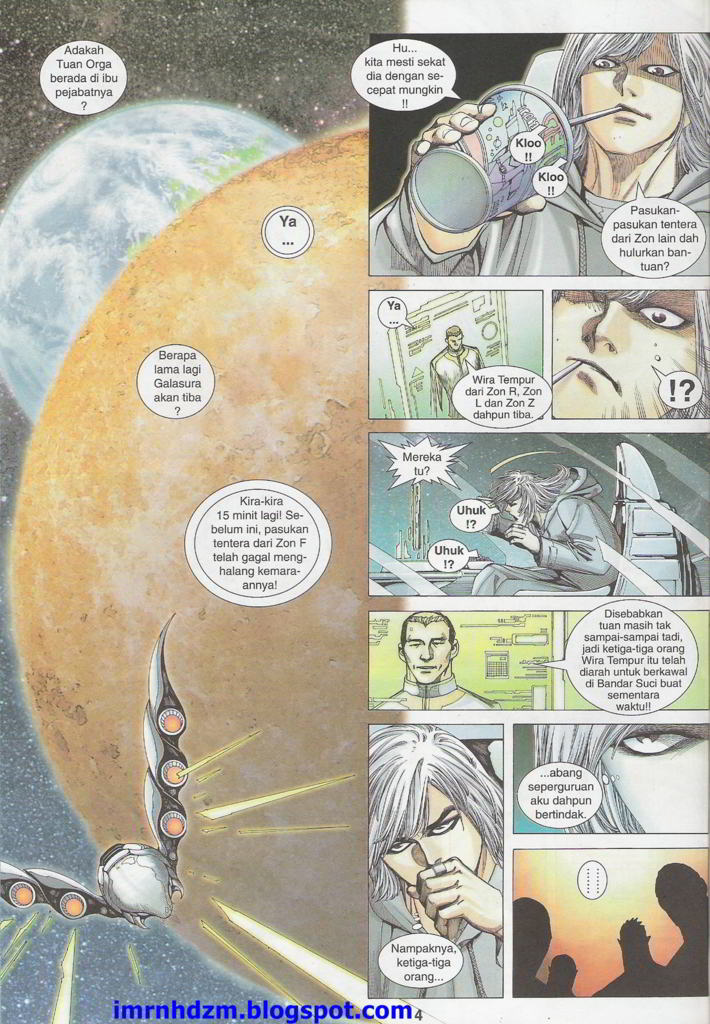 Adakah
Tuan Orga
berada di ibu
pejabatnya
?
Ya
...
Berapa
lama lagi
Galasura
akan tiba
?
Kira-kira
15 minit lagi! Se-
belum ini, pasukan
tentera dari Zon F
telah gagal meng-
halang kemara-
annya!
Hu...
kita mesti sekat
dia dengan se-
cepat mungkin
!!
Kloo
!!
Kloo
!!
Pasukan-
pasukan tentera
dari Zon lain dah
hulurkan ban-
tuan?
Ya
...
Wira Tempur
dari Zon R, Zon
L dan Zon Z
dahpun tiba.
!?
Mereka
tu?
Uhuk
!?
Uhuk
!?
Disebabkan
tuan masih tak
sampai-sampai tadi,
jadi ketiga-tiga orang
Wira Tempur itu telah
diarah untuk berkawal
di Bandar Suci buat
sementara
waktu!!
Nampaknya,
ketiga-tiga
orang...
...abang
seperguruan
aku dahpun
bertindak.
......
imrnhdzm.blogspot.com
4